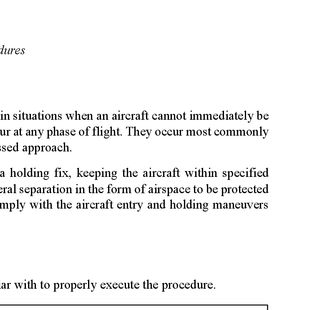 dures
in situations when an aircraft cannot immediately be
ur at any phase of flight. They occur most commonly
ssed approach.
a holding fix, keeping the aircraft within specified
eral separation in the form of airspace to be protected
mply with the aircraft entry and holding maneuvers
ar with to properly execute the procedure.